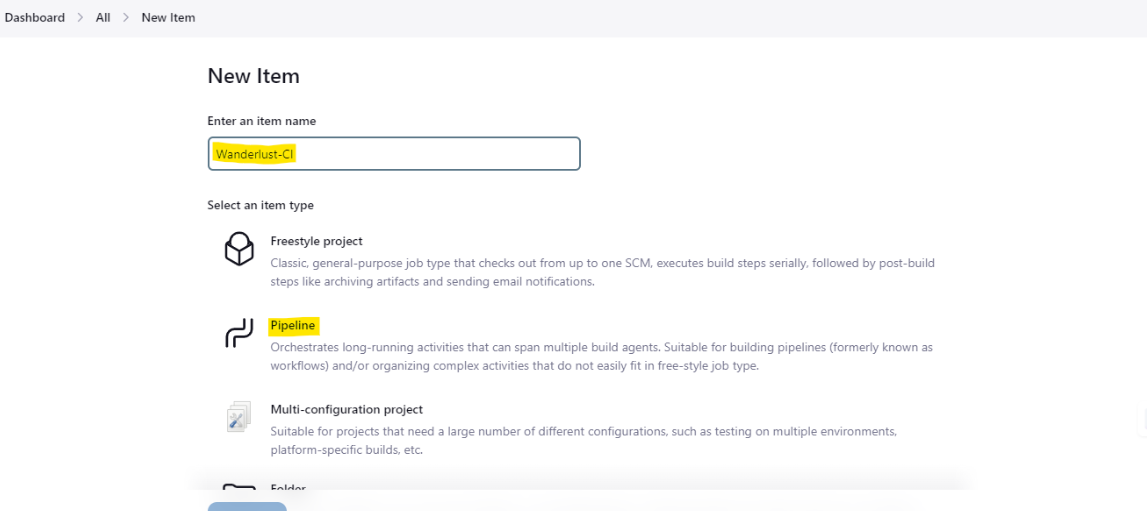 Dashboard > All > New Item
New Item
Enter an item name
Wanderlust-CI
Select an item type
Freestyle project
Classic, general-purpose job type that checks out from up to one SCM, executes build steps serially, followed by post-build
steps like archiving artifacts and sending email notifications.
Pipeline
Orchestrates long-running activities that can span multiple build agents. Suitable for building pipelines (formerly known as
workflows) and/or organizing complex activities that do not easily fit in free-style job type.
Multi-configuration project
Suitable for projects that need a large number of different configurations, such as testing on multiple environments,
platform-specific builds, etc.
Folder